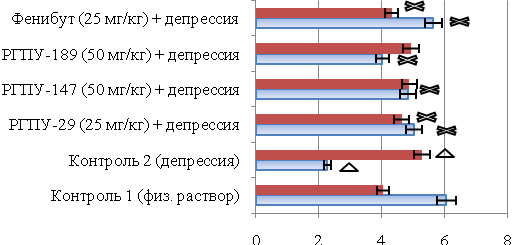 Фенибут (25 мг/кг) + депрессия
РГПУ-189 (50 мг/кг) + депрессия
РГПУ-147 (50 мг/кг) + депрессия
РГПУ-29 (25 мг/кг) + депрессия
Контроль 2 (депрессия)
Контроль 1 (физ. раствор)
0 2 4 6 8